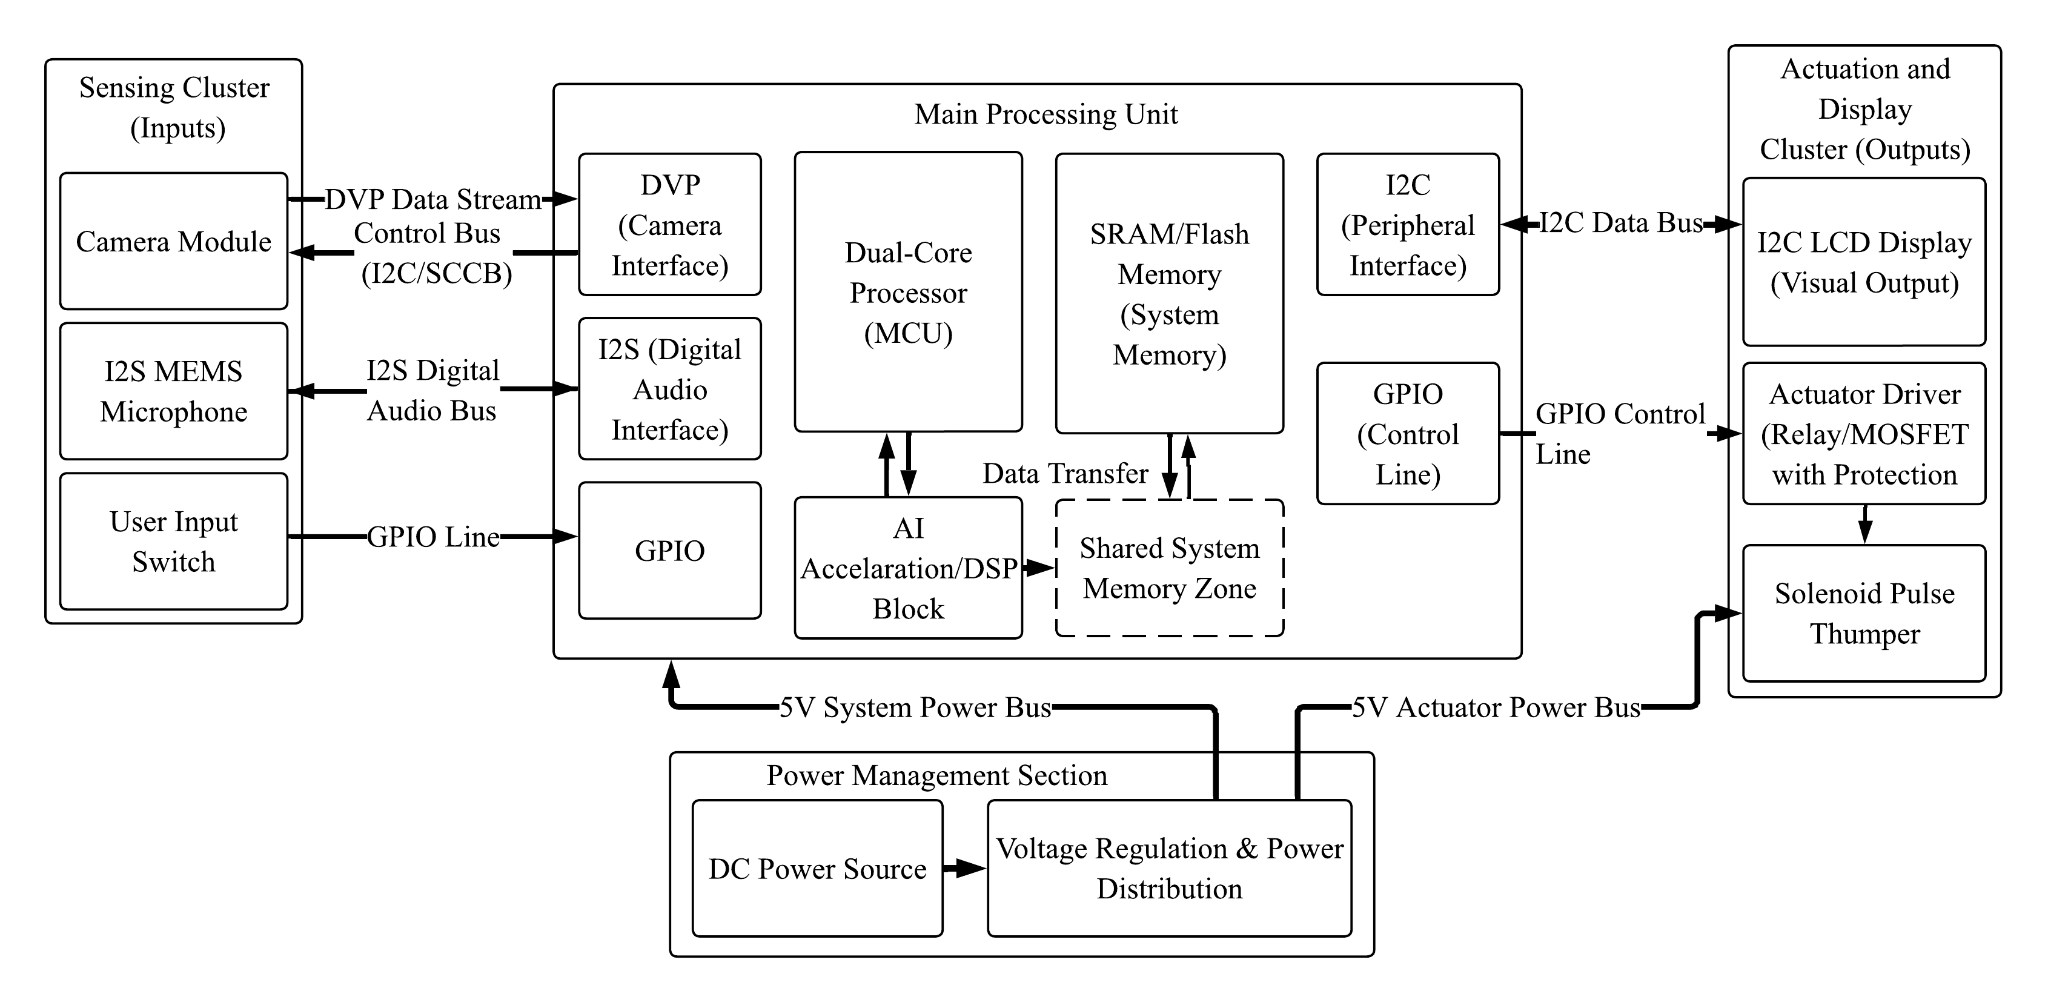 Sensing Cluster
(Inputs)
Camera Module
I2S MEMS
Microphone
User Input
Switch
DVP Data Stream
Control Bus
(I2C/SCCB)
I2S Digital
Audio Bus
GPIO Line
Main Processing Unit
DVP
(Camera
Interface)
I2S (Digital
Audio
Interface)
GPIO
Dual-Core
Processor
(MCU)
AI
Accelaration/DSP
Block
SRAM/Flash
Memory
(System
Memory)
Data Transfer
Shared System
Memory Zone
I2C
(Peripheral
Interface)
GPIO
(Control
Line)
I2C Data Bus
GPIO Control
Line
Actuation and
Display
Cluster (Outputs)
I2C LCD Display
(Visual Output)
Actuator Driver
(Relay/MOSFET
with Protection
Solenoid Pulse
Thumper
5V System Power Bus
5V Actuator Power Bus
Power Management Section
DC Power Source
Voltage Regulation & Power
Distribution